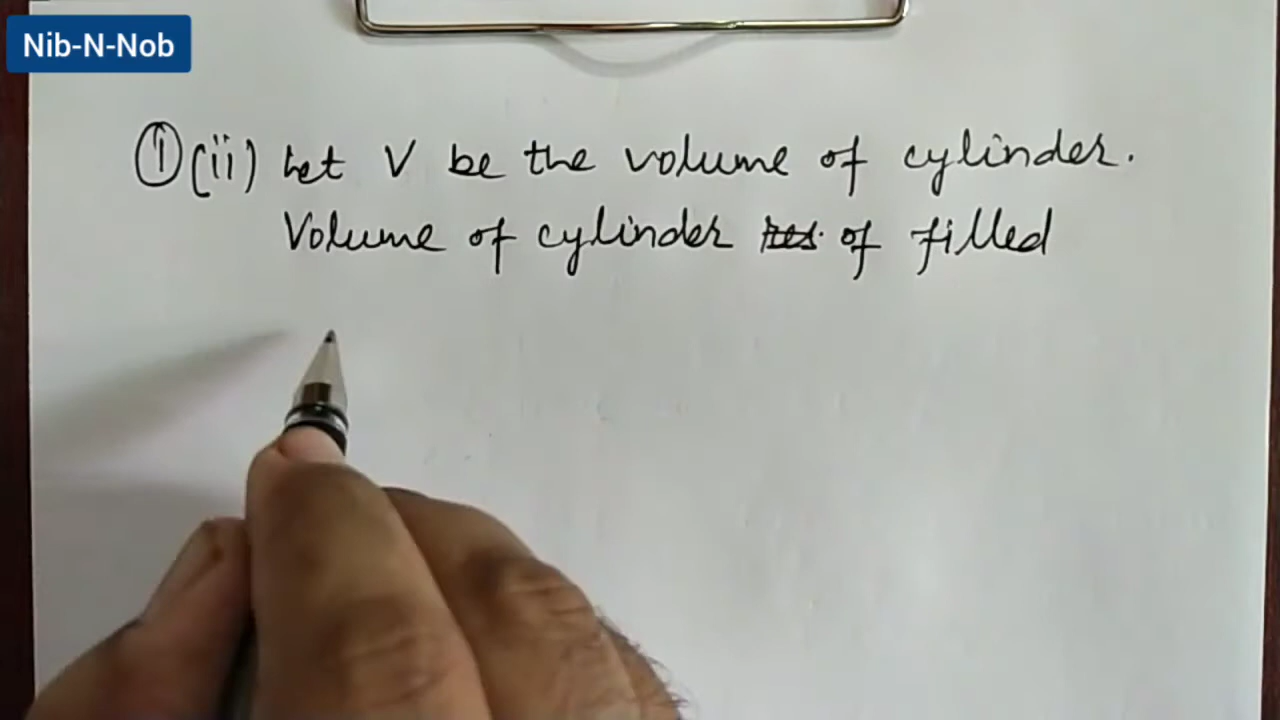 Nib-N-Nob
① (ii) Let V be the volume of cylinder.
Volume of cylinder of filled